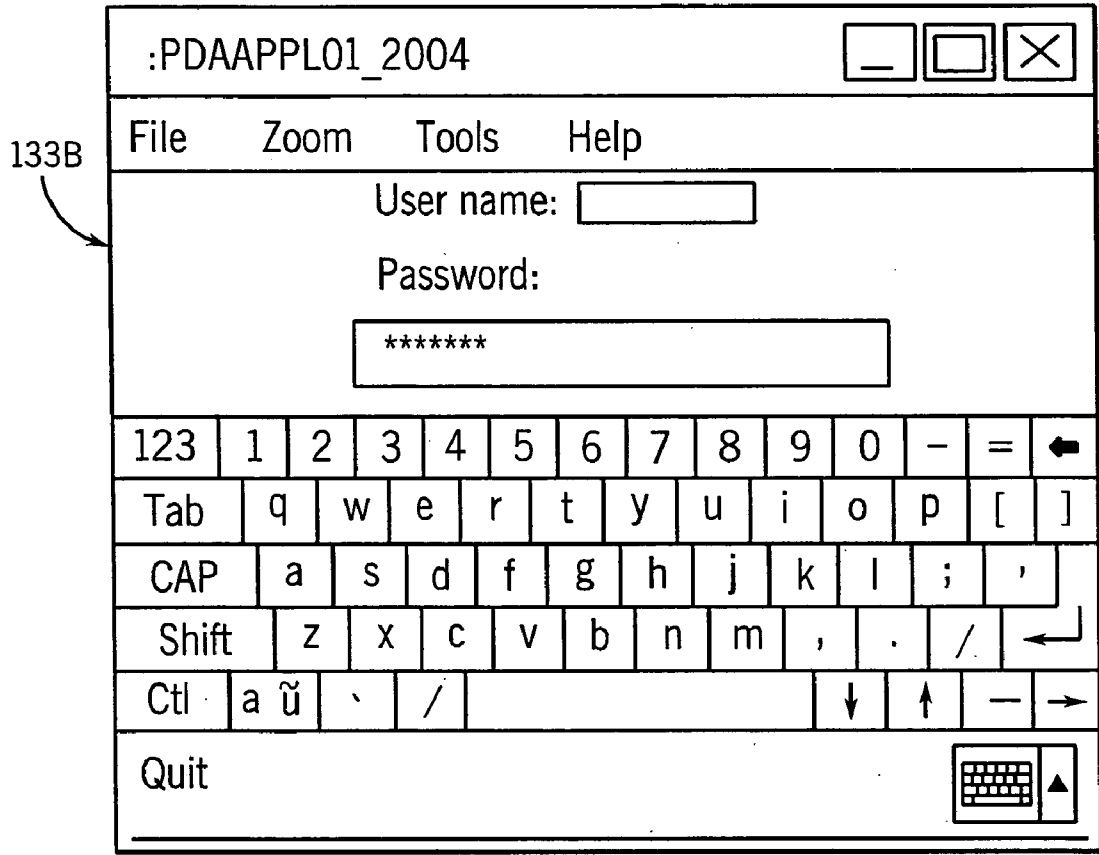 :PDAAPPL01_2004
File Zoom Tools Help
133B
User name:
Password:
*******
123 1 2 3 4 5 6 7 8 9 0 - =
Tab q w e r t y u i o p [ ]
CAP a s d f g h j k l ; '
Shift z x c v b n m , . /
Ctl a ũ ` /
Quit